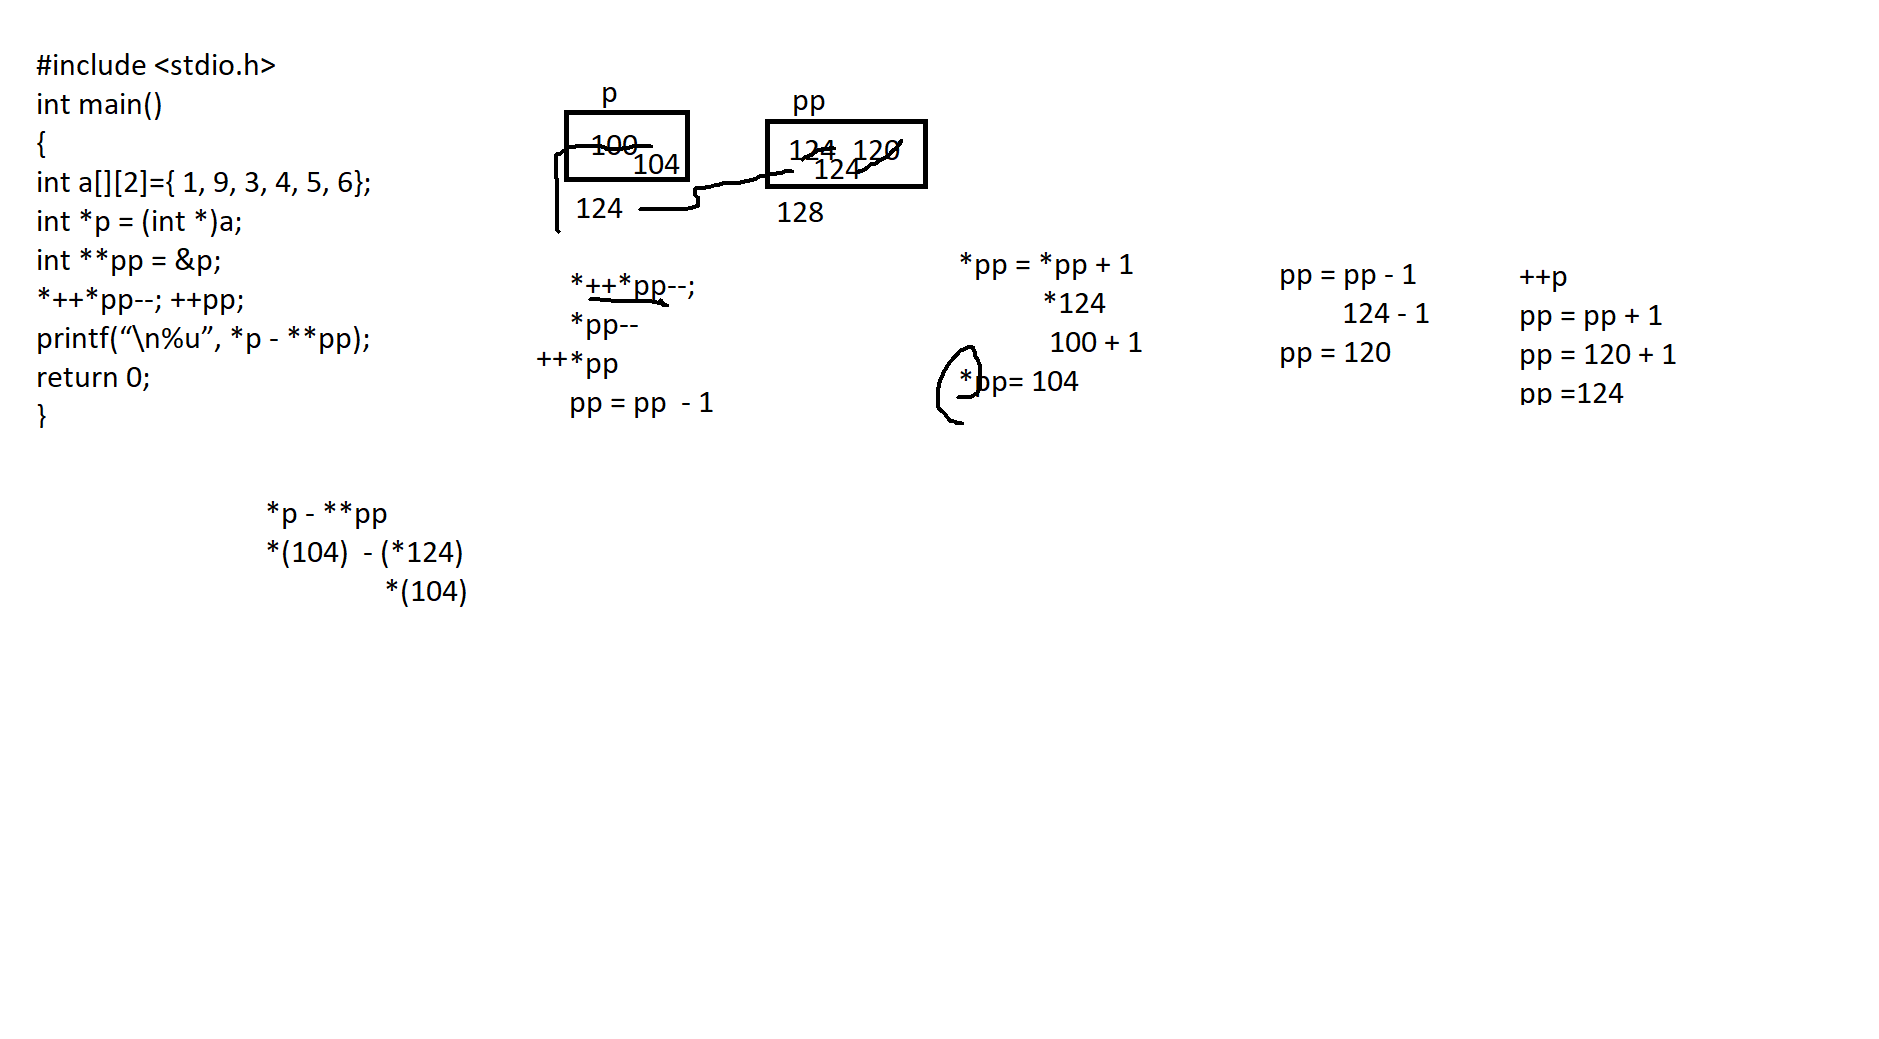 #include <stdio.h>
int main()
{
int a[][2]={ 1, 9, 3, 4, 5, 6};
int *p = (int *)a;
int **pp = &p;
*++*pp--; ++pp;
printf(“\n%u”, *p - **pp);
return 0;
}
p
100
104
124
pp
124 120
124
128
*++*pp--;
*pp--
++*pp
pp = pp - 1
*pp = *pp + 1
*124
100 + 1
*pp= 104
pp = pp - 1
124 - 1
pp = 120
++p
pp = pp + 1
pp = 120 + 1
pp =124
*p - **pp
*(104) - (*124)
*(104)